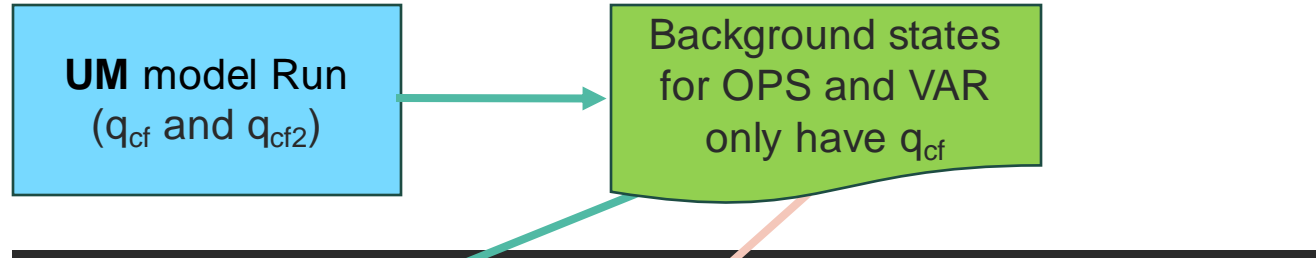 UM model Run
(qcf and qcf2)
Background states
for OPS and VAR
only have qcf